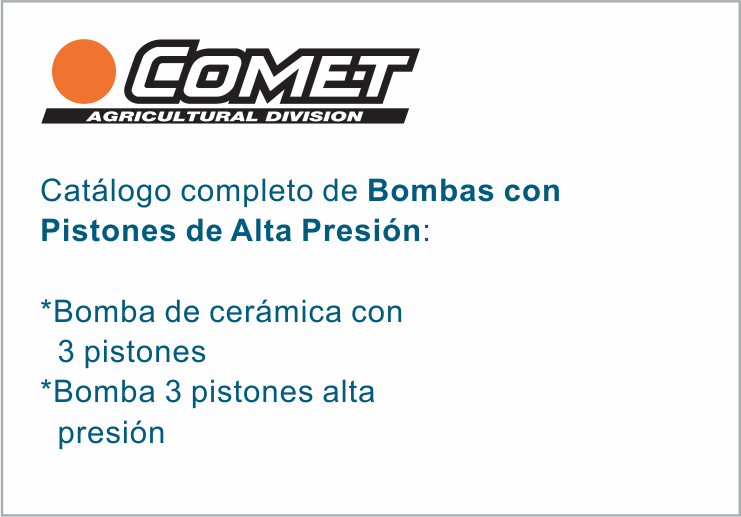 COMET
AGRICULTURAL DIVISION
Catálogo completo de Bombas con
Pistones de Alta Presión:
*Bomba de cerámica con
3 pistones
*Bomba 3 pistones alta
presión